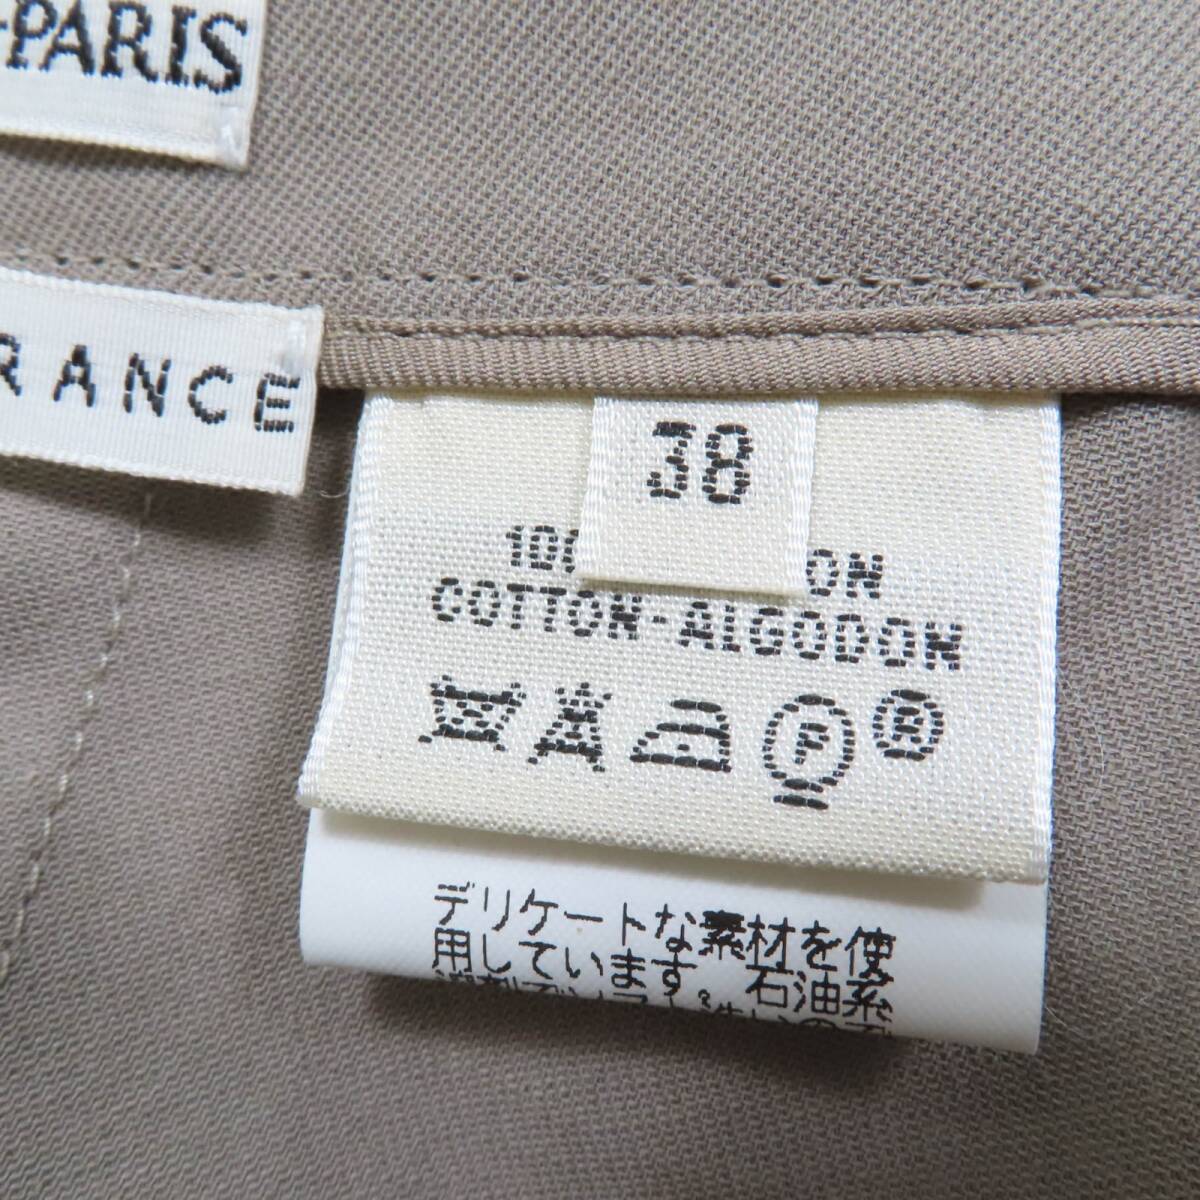 -PARIS
RANCE
38
COTTON-ALGODON
P R
デリケートな素材を使
用しています。石油系